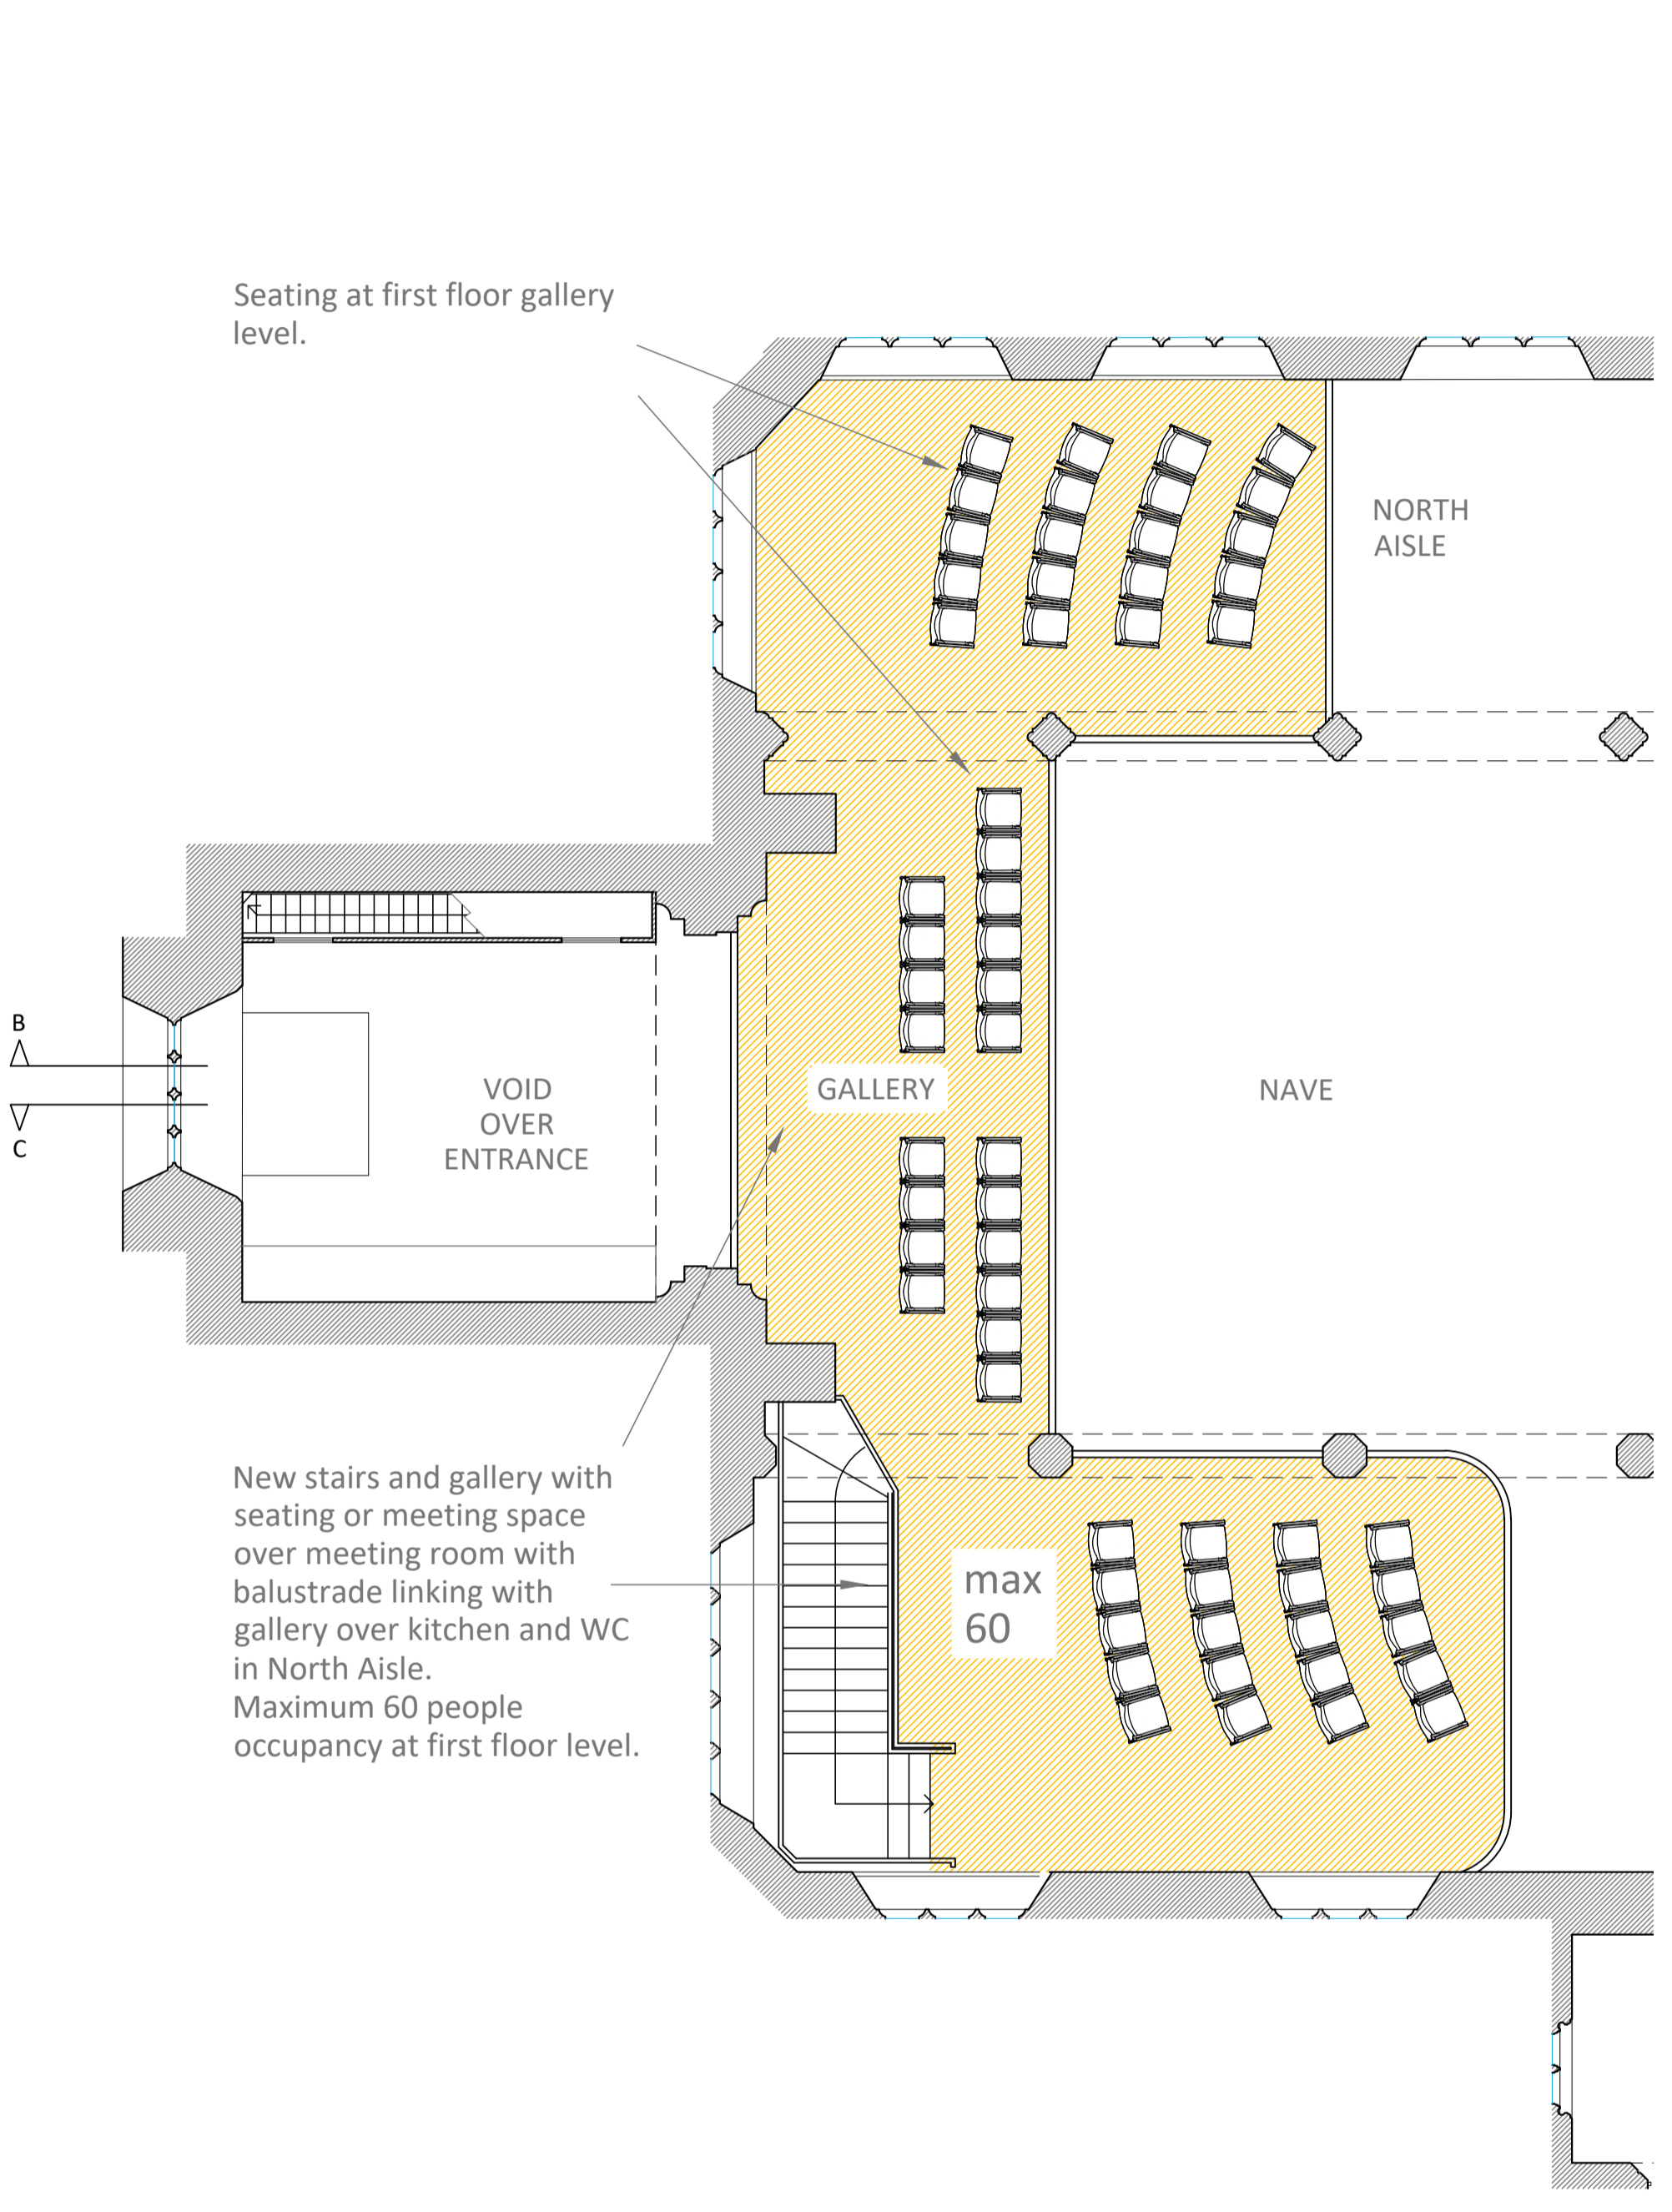 Seating at first floor gallery
level.
NORTH
AISLE
B
C
VOID
OVER
ENTRANCE
GALLERY
NAVE
New stairs and gallery with
seating or meeting space
over meeting room with
balustrade linking with
gallery over kitchen and WC
in North Aisle.
Maximum 60 people
occupancy at first floor level.
max
60